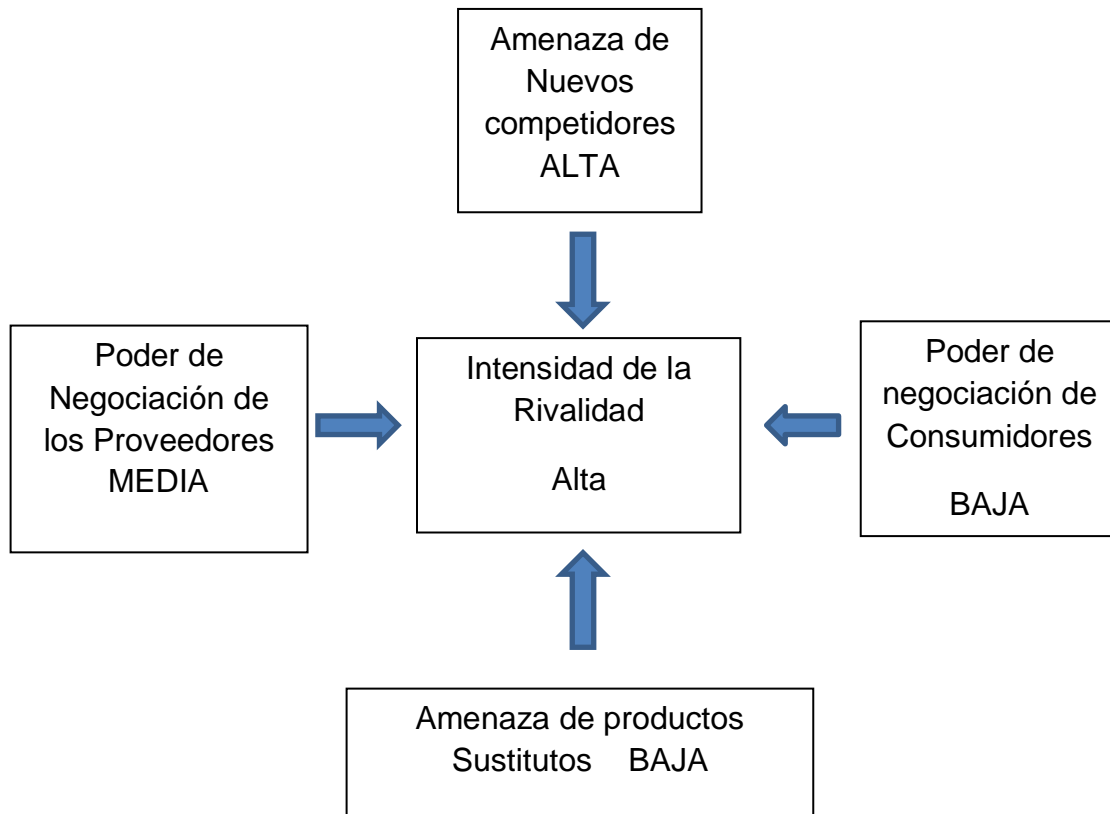 Amenaza de
Nuevos
competidores
ALTA
Poder de
Negociación de
los Proveedores
MEDIA
Intensidad de la
Rivalidad
Alta
Poder de
negociación de
Consumidores
BAJA
Amenaza de productos
Sustitutos BAJA